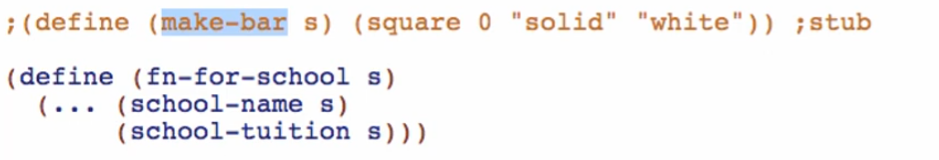 ;(define (make-bar s) (square 0 "solid" "white")) ;stub
(define (fn-for-school s)
(... (school-name s)
(school-tuition s)))